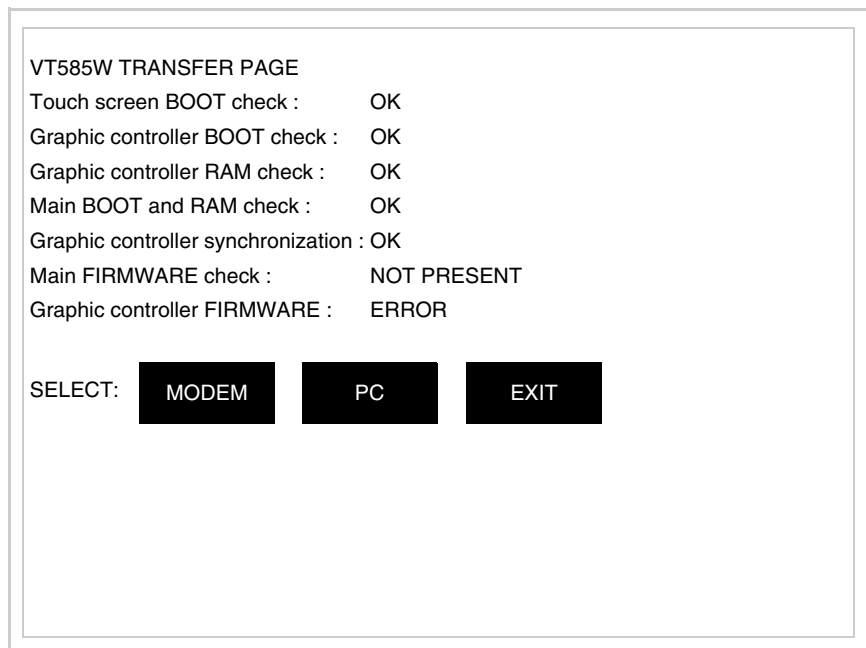 VT585W TRANSFER PAGE
Touch screen BOOT check : OK
Graphic controller BOOT check : OK
Graphic controller RAM check : OK
Main BOOT and RAM check : OK
Graphic controller synchronization : OK
Main FIRMWARE check : NOT PRESENT
Graphic controller FIRMWARE : ERROR
SELECT: MODEM PC EXIT